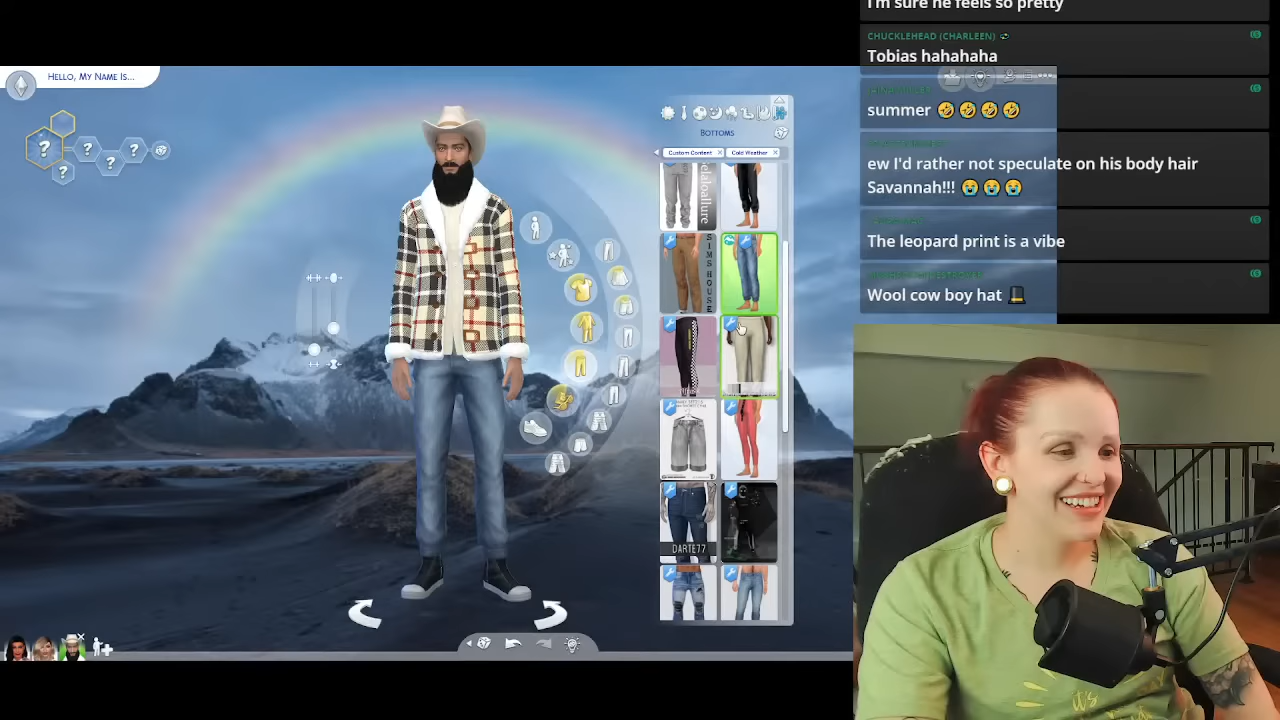 I'm sure he feels so pretty
CHUCKLEHEAD (CHARLEEN)
Tobias hahahaha
summer 🤣🤣🤣🤣
ew I'd rather not speculate on his body hair
Savannah!!! 😭😭😭
The leopard print is a vibe
Wool cow boy hat 🎩
HELLO, MY NAME IS...
? ? ? ? ?
BOTTOMS
Custom Content × Cold Weather ×
SIMS HOUSE
DARTE77
it's